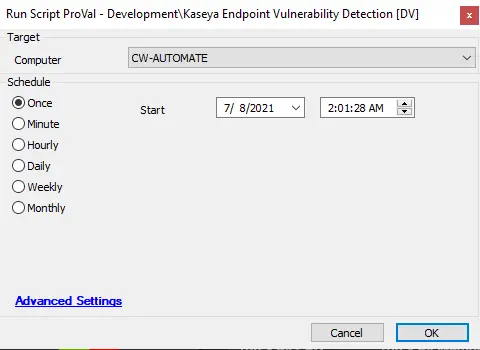 Run Script ProVal - Development\Kaseya Endpoint Vulnerability Detection [DV]
x
Target
Computer
CW-AUTOMATE
Schedule
Once
Start
7/ 8/2021
2:01:28 AM
Minute
Hourly
Daily
Weekly
Monthly
Advanced Settings
Cancel
OK